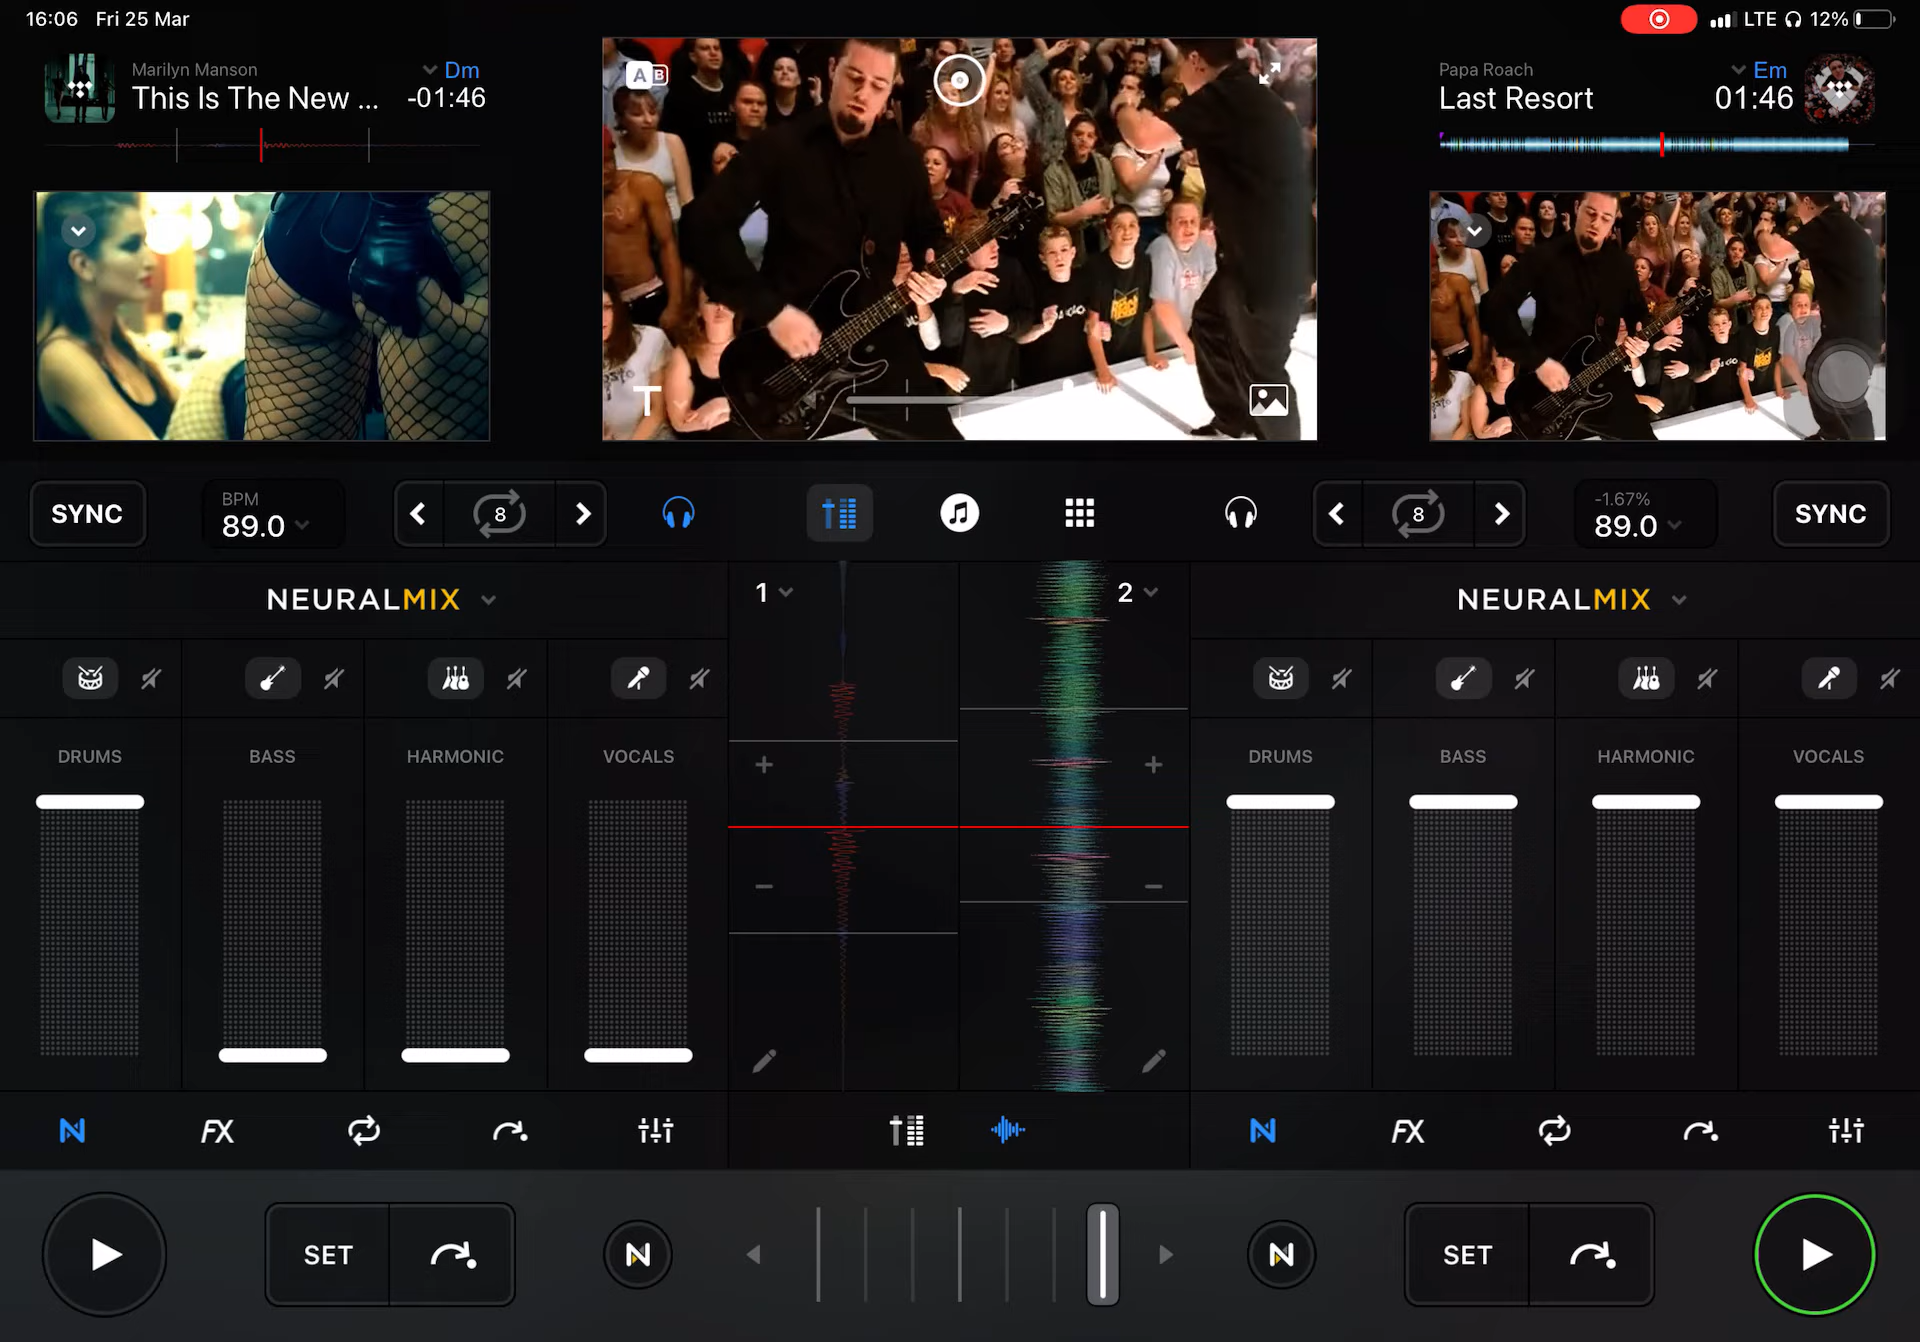 16:06 Fri 25 Mar
LTE 12%
Marilyn Manson
Dm
This Is The New ...
-01:46
A B
T
Papa Roach
Em
Last Resort
01:46
SYNC
BPM
89.0
8
8
-1.67%
89.0
SYNC
NEURALMIX
1
2
NEURALMIX
DRUMS
BASS
HARMONIC
VOCALS
DRUMS
BASS
HARMONIC
VOCALS
N
FX
N
FX
SET
N
N
SET